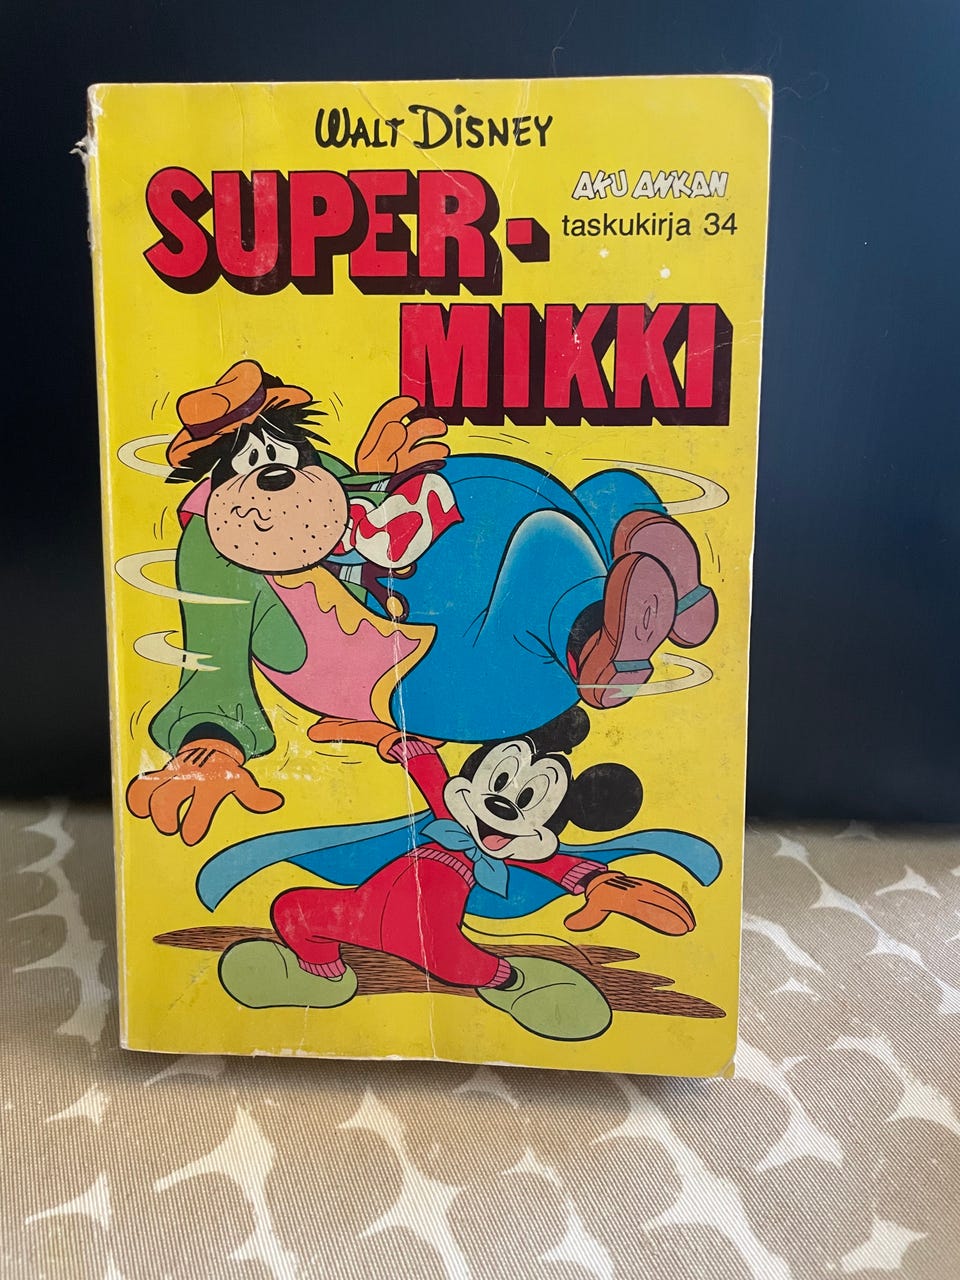 WALT DISNEY
SUPER-
AKU ANKAN
taskukirja 34
MIKKI